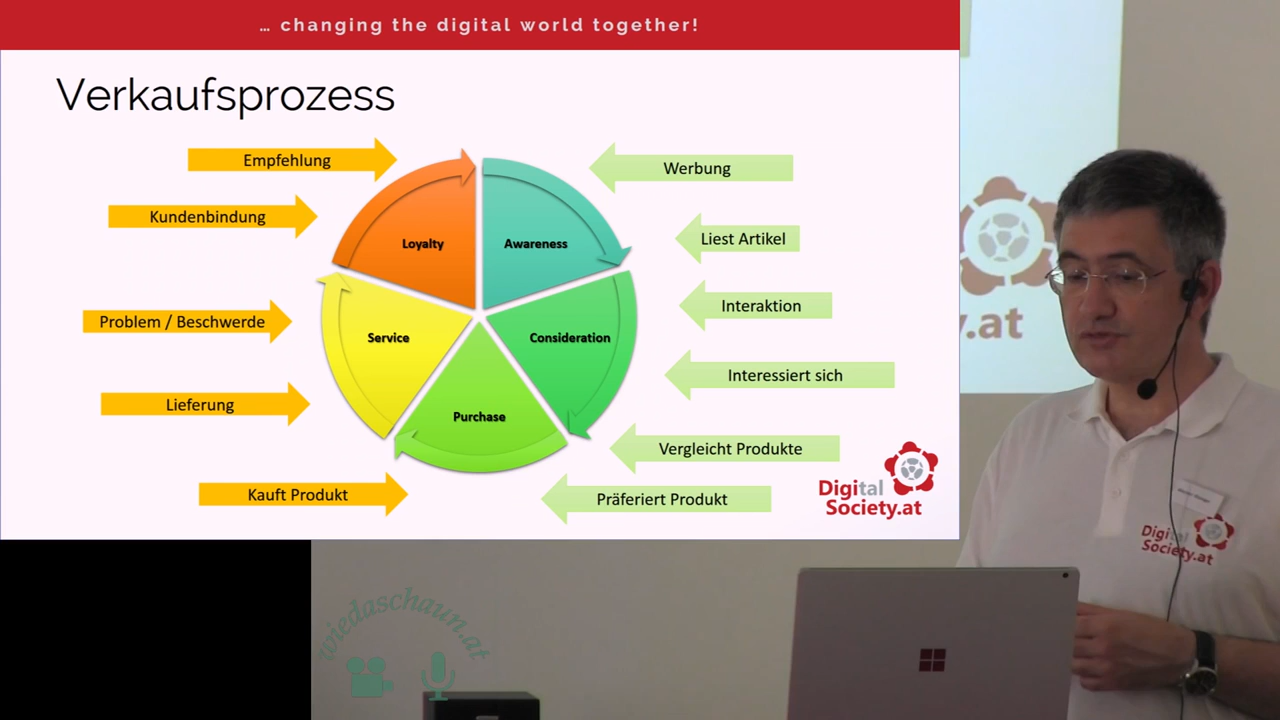 … changing the digital world together!
Verkaufsprozess
Empfehlung
Werbung
Kundenbindung
Liest Artikel
Loyalty
Awareness
Problem / Beschwerde
Interaktion
Service
Consideration
Interessiert sich
Lieferung
Purchase
Vergleicht Produkte
Kauft Produkt
Präferiert Produkt
Digital
Society.at
y.at
Digital
Society.at
wiedaschaun.at